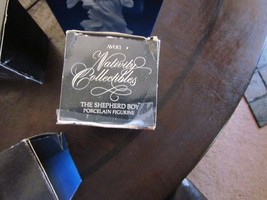 AVON
Nativity
Collectibles
THE SHEPHERD BOY
PORCELAIN FIGURINE